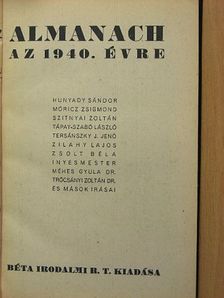 ALMANACH
AZ 1940. ÉVRE
HUNYADY SÁNDOR
MÓRICZ ZSIGMOND
SZITNYAI ZOLTÁN
TÁPAY-SZABÓ LÁSZLÓ
TERSÁNSZKY J. JENŐ
ZILAHY LAJOS
ZSOLT BÉLA
INYESMESTER
MÉHES GYULA DR.
TRÓCSÁNYI ZOLTÁN DR.
ÉS MÁSOK ÍRÁSAI
BÉTA IRODALMI R. T. KIADÁSA